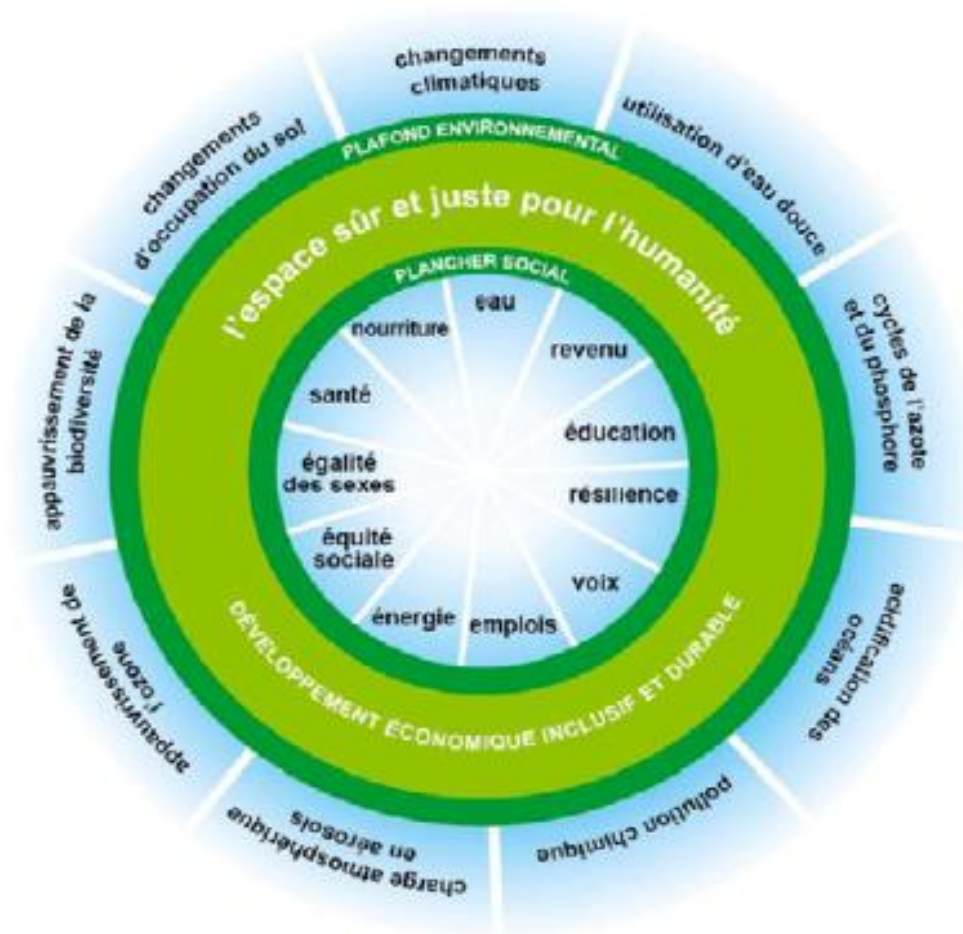 changements
climatiques
utilisation d'eau douce
cycles de l'azote
et du phosphore
acidification des
océans
pollution chimique
charge atmosphérique
en aérosols
appauvrissement de
l'ozone
appauvrissement de la
biodiversité
changements
d'occupation du sol
PLAFOND ENVIRONNEMENTAL
l'espace sûr et juste pour l'humanité
PLANCHER SOCIAL
eau
revenu
éducation
résilience
voix
emplois
énergie
équité
sociale
égalité
des sexes
santé
nourriture
DÉVELOPPEMENT ÉCONOMIQUE INCLUSIF ET DURABLE